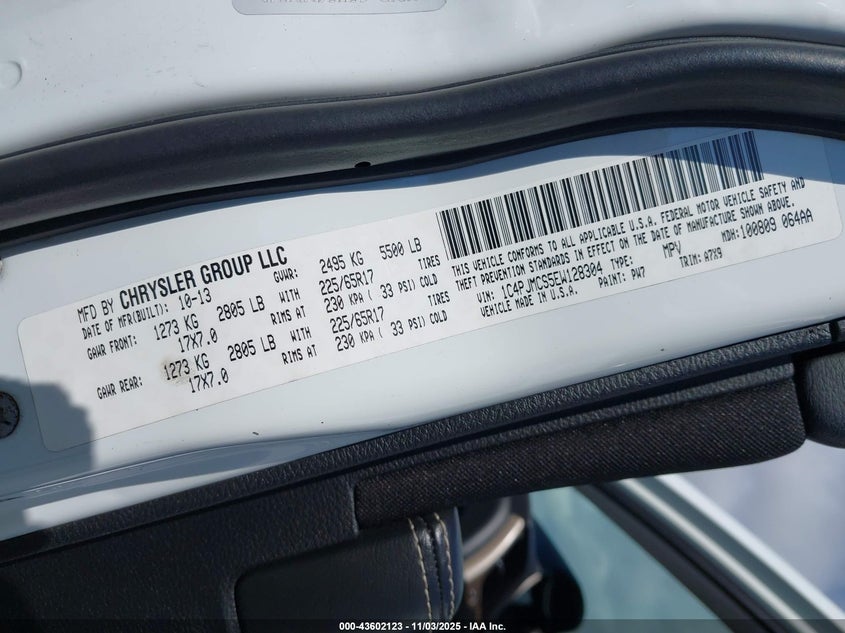 MFD BY CHRYSLER GROUP LLC
DATE OF MFR(BUILT): 10-13 GVWR: 2495 KG 5500 LB
GAWR FRONT: 1273 KG 2805 LB WITH 225/65R17 TIRES
17X7.0 RIMS AT 230 KPA ( 33 PSI) COLD
GAWR REAR: 1273 KG 2805 LB WITH 225/65R17 TIRES
17X7.0 RIMS AT 230 KPA ( 33 PSI) COLD
THIS VEHICLE CONFORMS TO ALL APPLICABLE U.S.A. FEDERAL MOTOR VEHICLE SAFETY AND
THEFT PREVENTION STANDARDS IN EFFECT ON THE DATE OF MANUFACTURE SHOWN ABOVE.
VIN: 1C4PJMCS5EW128304 TYPE: MPV MDH: 100809 064AA
VEHICLE MADE IN U.S.A. PAINT: PW7 TRIM: A7X9
000-43602123 - 11/03/2025 - IAA Inc.